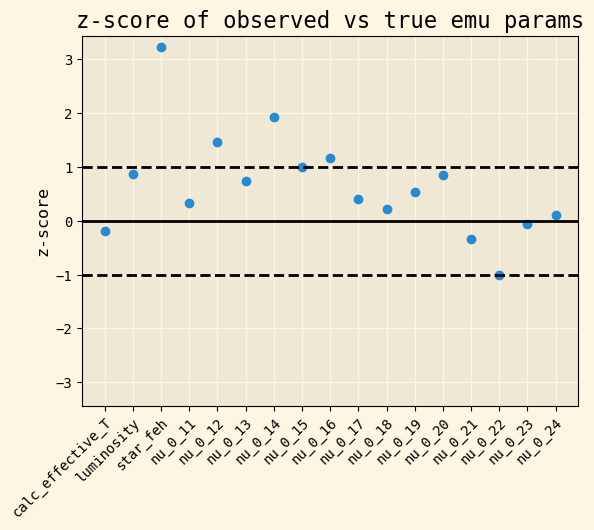 z-score of observed vs true emu params
z-score
3
2
1
0
−1
−2
−3
calc_effective_T
luminosity
star_feh
nu_0_11
nu_0_12
nu_0_13
nu_0_14
nu_0_15
nu_0_16
nu_0_17
nu_0_18
nu_0_19
nu_0_20
nu_0_21
nu_0_22
nu_0_23
nu_0_24